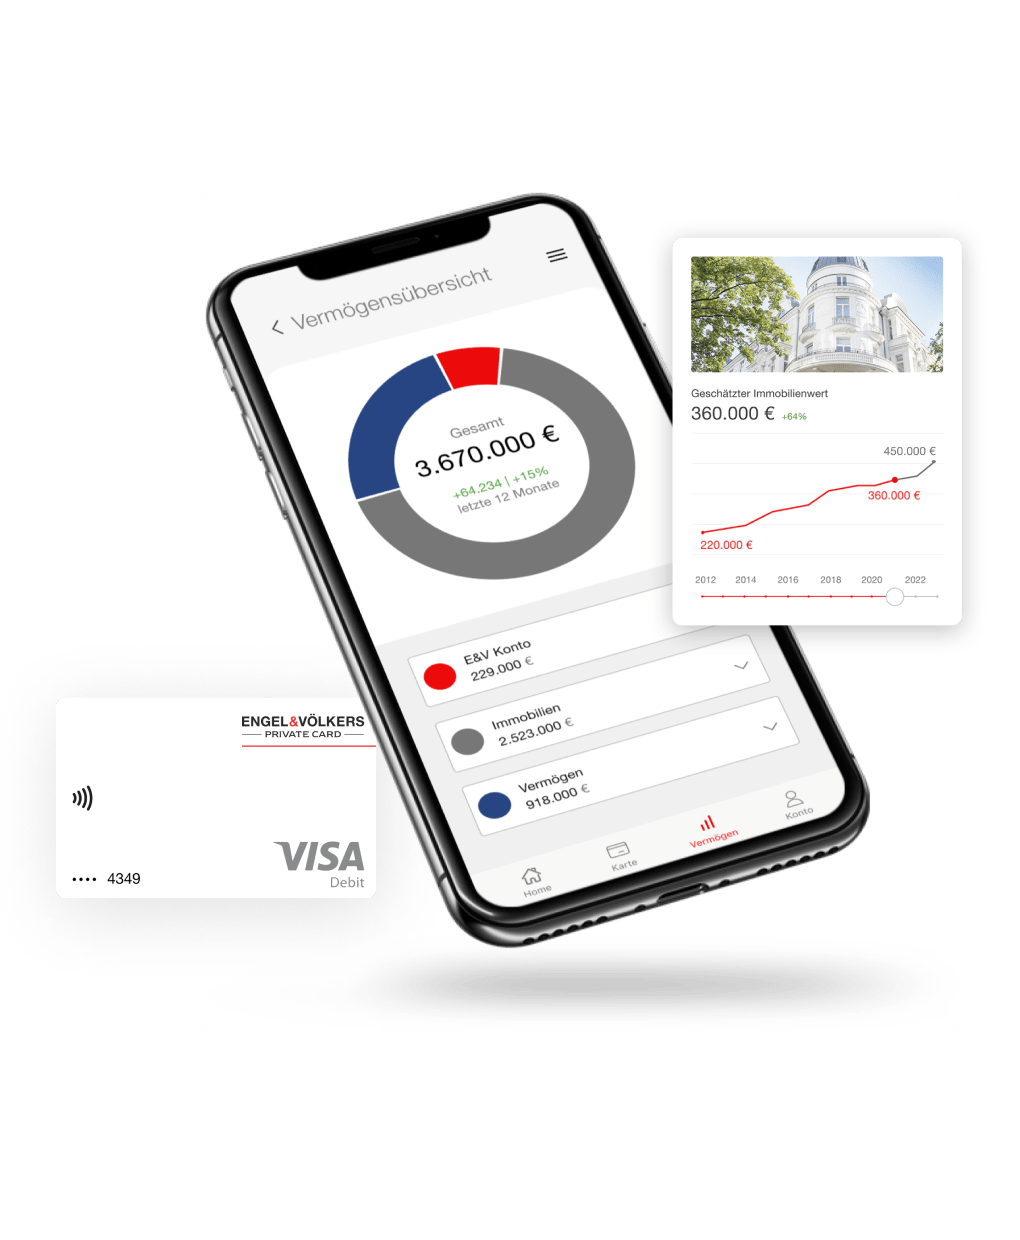 Vermögensübersicht
Gesamt
3.670.000 €
+64.234 | +15%
letzte 12 Monate
E&V Konto
229.000 €
Immobilien
2.523.000 €
Vermögen
918.000 €
Home
Karte
Vermögen
Konto
Geschätzter Immobilienwert
360.000 € +64%
450.000 €
360.000 €
220.000 €
2012 2014 2016 2018 2020 2022
ENGEL&VÖLKERS
PRIVATE CARD
VISA
Debit
•••• 4349